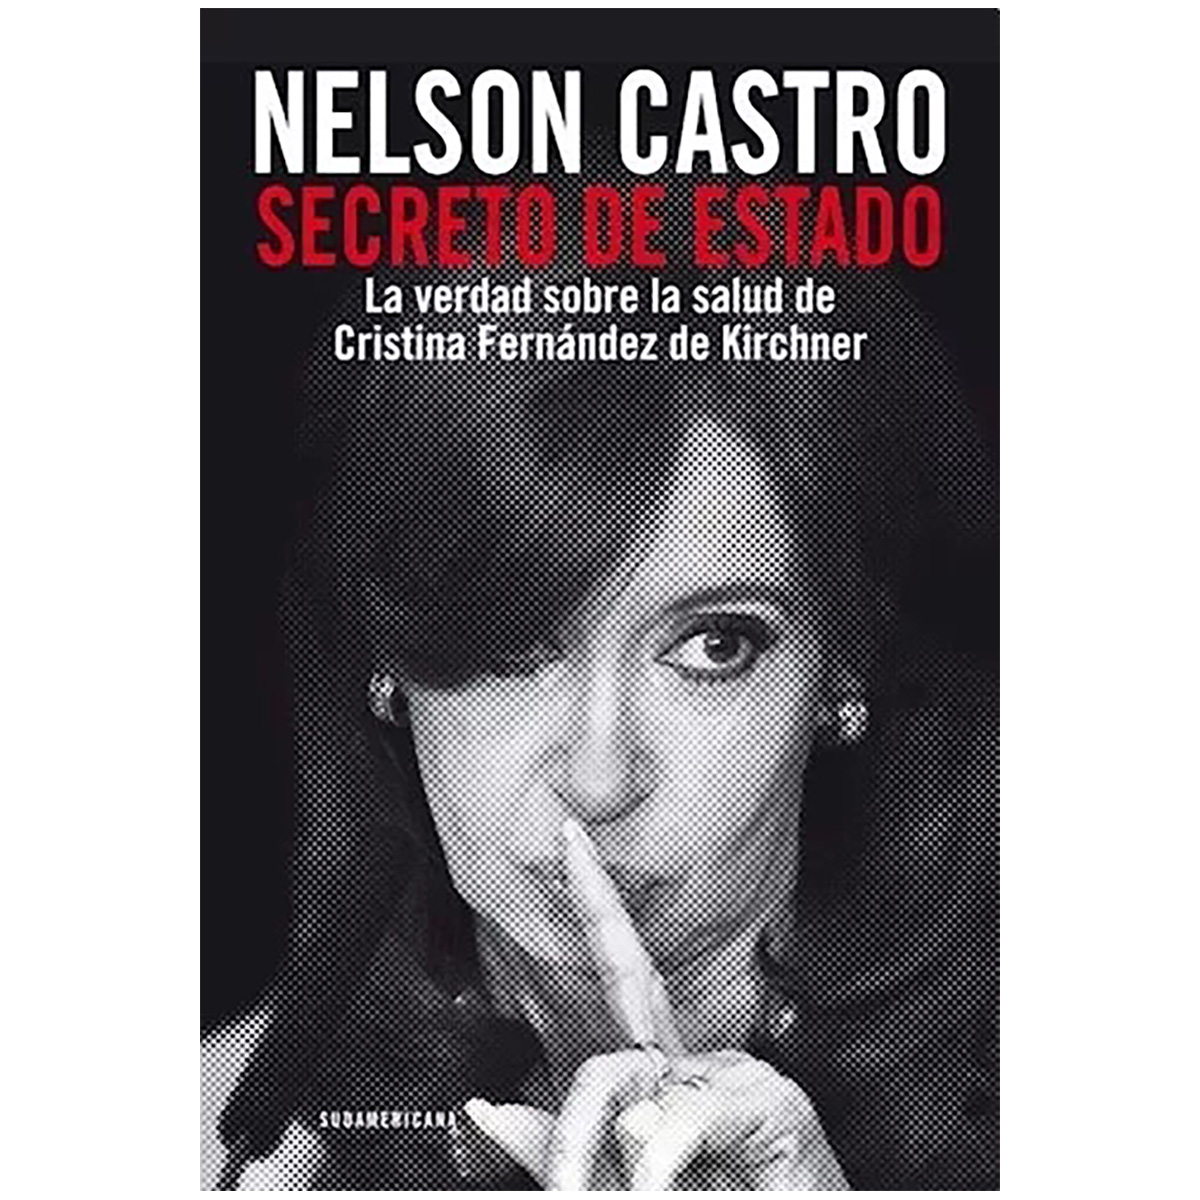 NELSON CASTRO
SECRETO DE ESTADO
La verdad sobre la salud de
Cristina Fernández de Kirchner
SUDAMERICANA